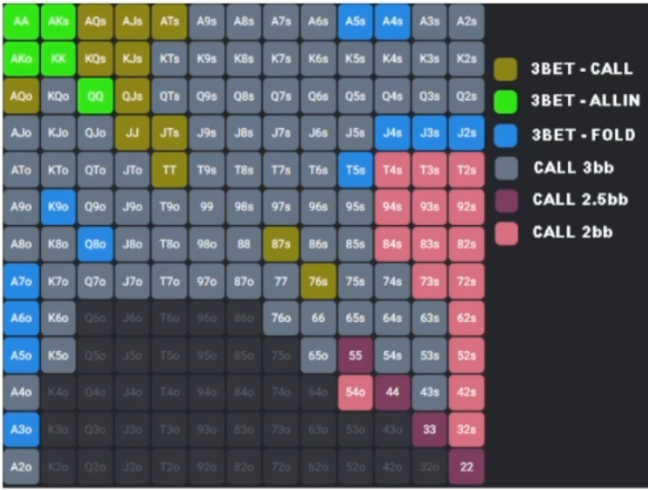 AA AKs AQs AJs ATs A9s A8s A7s A6s A5s A4s A3s A2s
AKo KK KQs KJs KTs K9s K8s K7s K6s K5s K4s K3s K2s
AQo KQo QQ QJs QTs Q9s Q8s Q7s Q6s Q5s Q4s Q3s Q2s
AJo KJo QJo JJ JTs J9s J8s J7s J6s J5s J4s J3s J2s
ATo KTo QTo JTo TT T9s T8s T7s T6s T5s T4s T3s T2s
A9o K9o Q9o J9o T9o 99 98s 97s 96s 95s 94s 93s 92s
A8o K8o Q8o J8o T8o 98o 88 87s 86s 85s 84s 83s 82s
A7o K7o Q7o J7o T7o 97o 87o 77 76s 75s 74s 73s 72s
A6o K6o Q6o J6o T6o 96o 86o 76o 66 65s 64s 63s 62s
A5o K5o Q5o J5o T5o 95o 85o 75o 65o 55 54s 53s 52s
A4o K4o Q4o J4o T4o 94o 84o 74o 64o 54o 44 43s 42s
A3o K3o Q3o J3o T3o 93o 83o 73o 63o 53o 43o 33 32s
A2o K2o Q2o J2o T2o 92o 82o 72o 62o 52o 42o 32o 22
3BET - CALL
3BET - ALLIN
3BET - FOLD
CALL 3bb
CALL 2.5bb
CALL 2bb